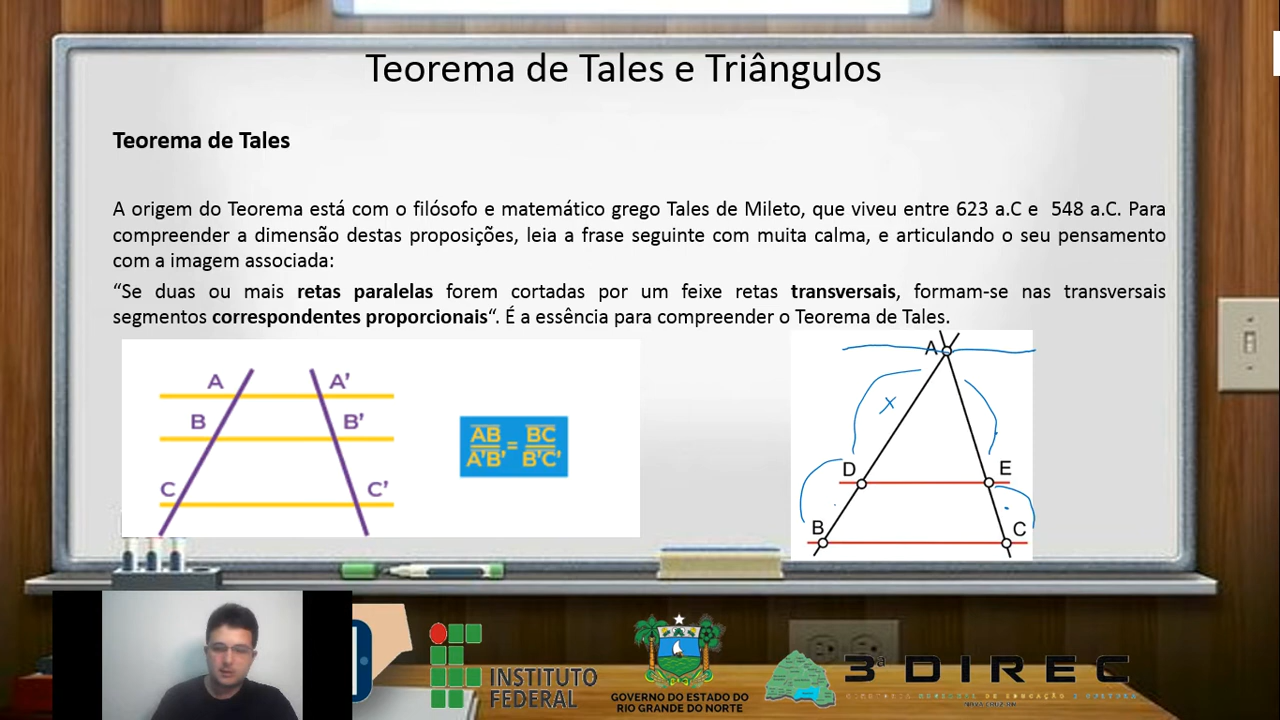 Teorema de Tales e Triângulos
Teorema de Tales
A origem do Teorema está com o filósofo e matemático grego Tales de Mileto, que viveu entre 623 a.C e 548 a.C. Para
compreender a dimensão destas proposições, leia a frase seguinte com muita calma, e articulando o seu pensamento
com a imagem associada:
“Se duas ou mais retas paralelas forem cortadas por um feixe retas transversais, formam-se nas transversais
segmentos correspondentes proporcionais“. É a essência para compreender o Teorema de Tales.
A A'
B B'
C C'
AB/A'B' = BC/B'C'
A
x
D E
B C
INSTITUTO
FEDERAL
GOVERNO DO ESTADO DO
RIO GRANDE DO NORTE
3ª DIREC
NOVA CRUZ/RN